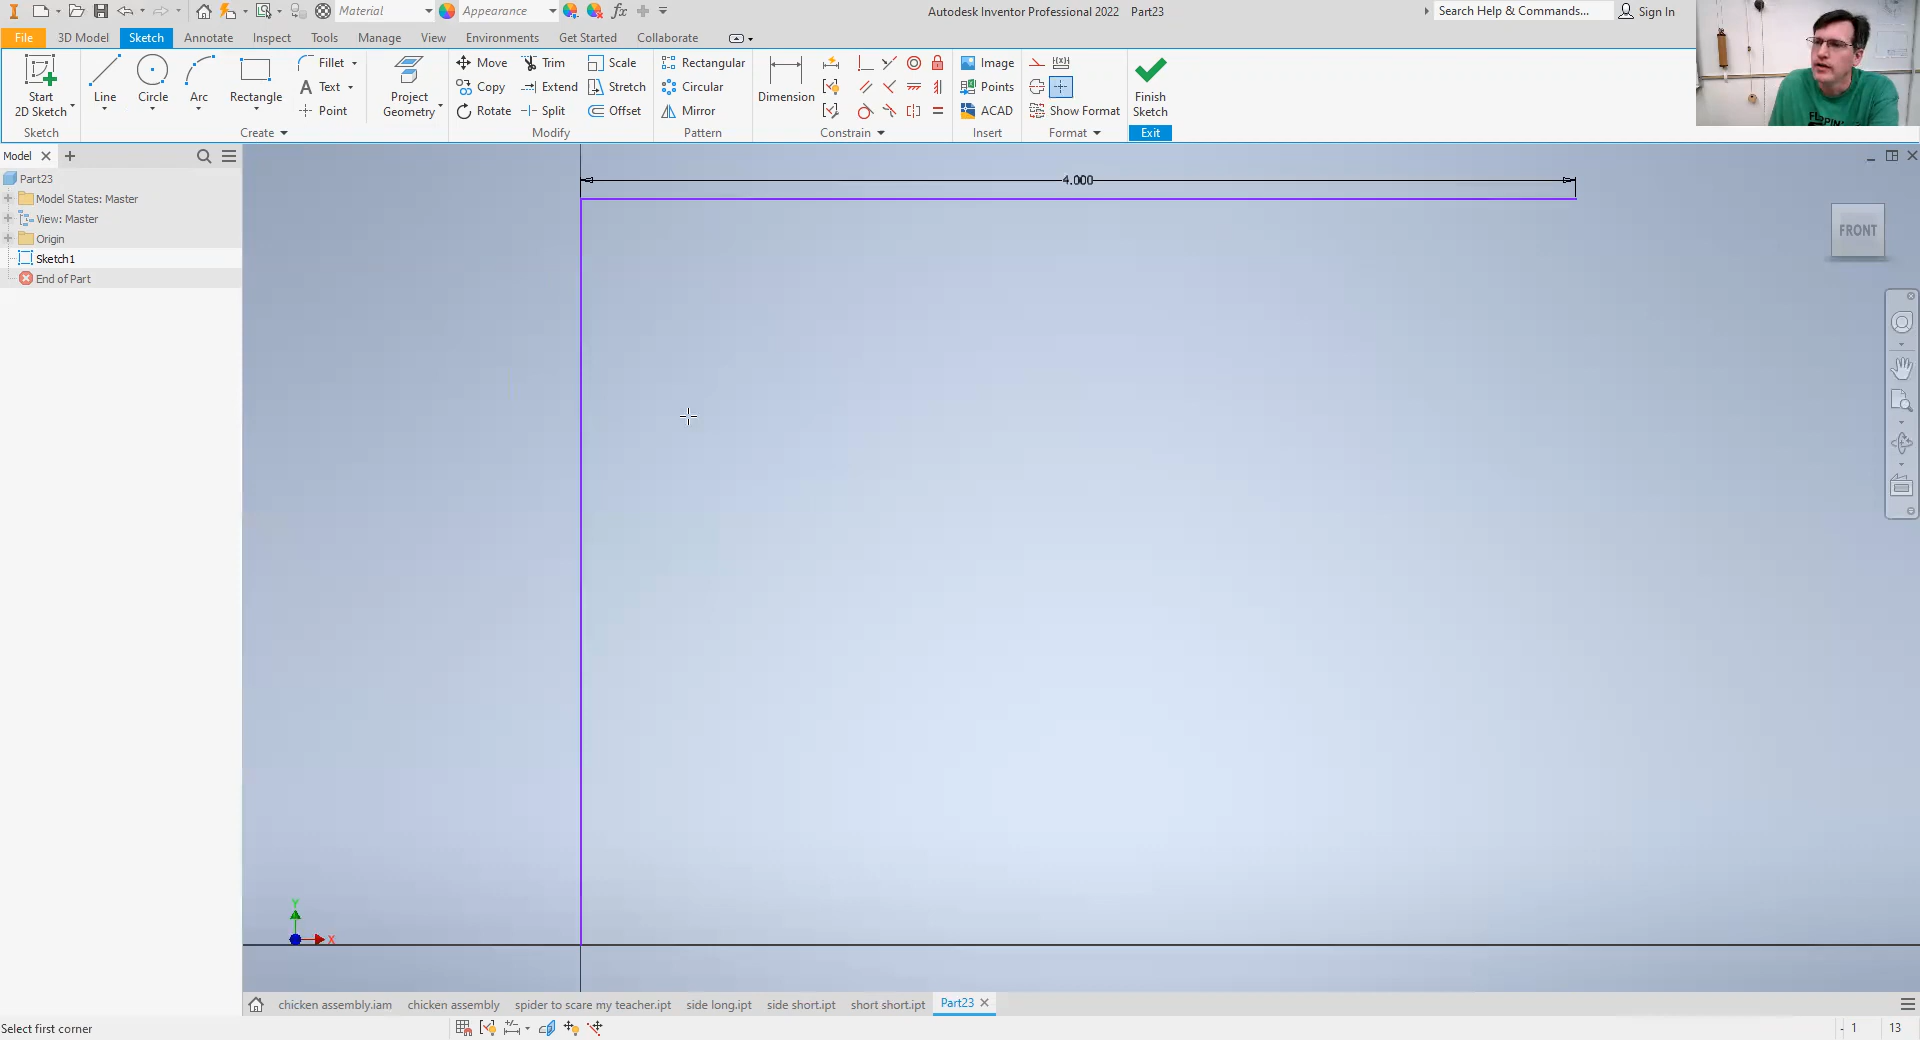 Material Appearance fx Autodesk Inventor Professional 2022 Part23 Search Help & Commands... Sign In
File 3D Model Sketch Annotate Inspect Tools Manage View Environments Get Started Collaborate
Start 2D Sketch Line Circle Arc Rectangle Fillet Text Point Project Geometry
Move Trim Scale Rectangular
Copy Extend Stretch Circular
Rotate Split Offset Mirror
Dimension
Image
Points
ACAD
Show Format
Finish Sketch
Sketch Create Modify Pattern Constrain Insert Format Exit
Model
Part23
Model States: Master
View: Master
Origin
Sketch1
End of Part
4.000
FRONT
Y
X
chicken assembly.iam chicken assembly spider to scare my teacher.ipt side long.ipt side short.ipt short short.ipt Part23
Select first corner
1 13